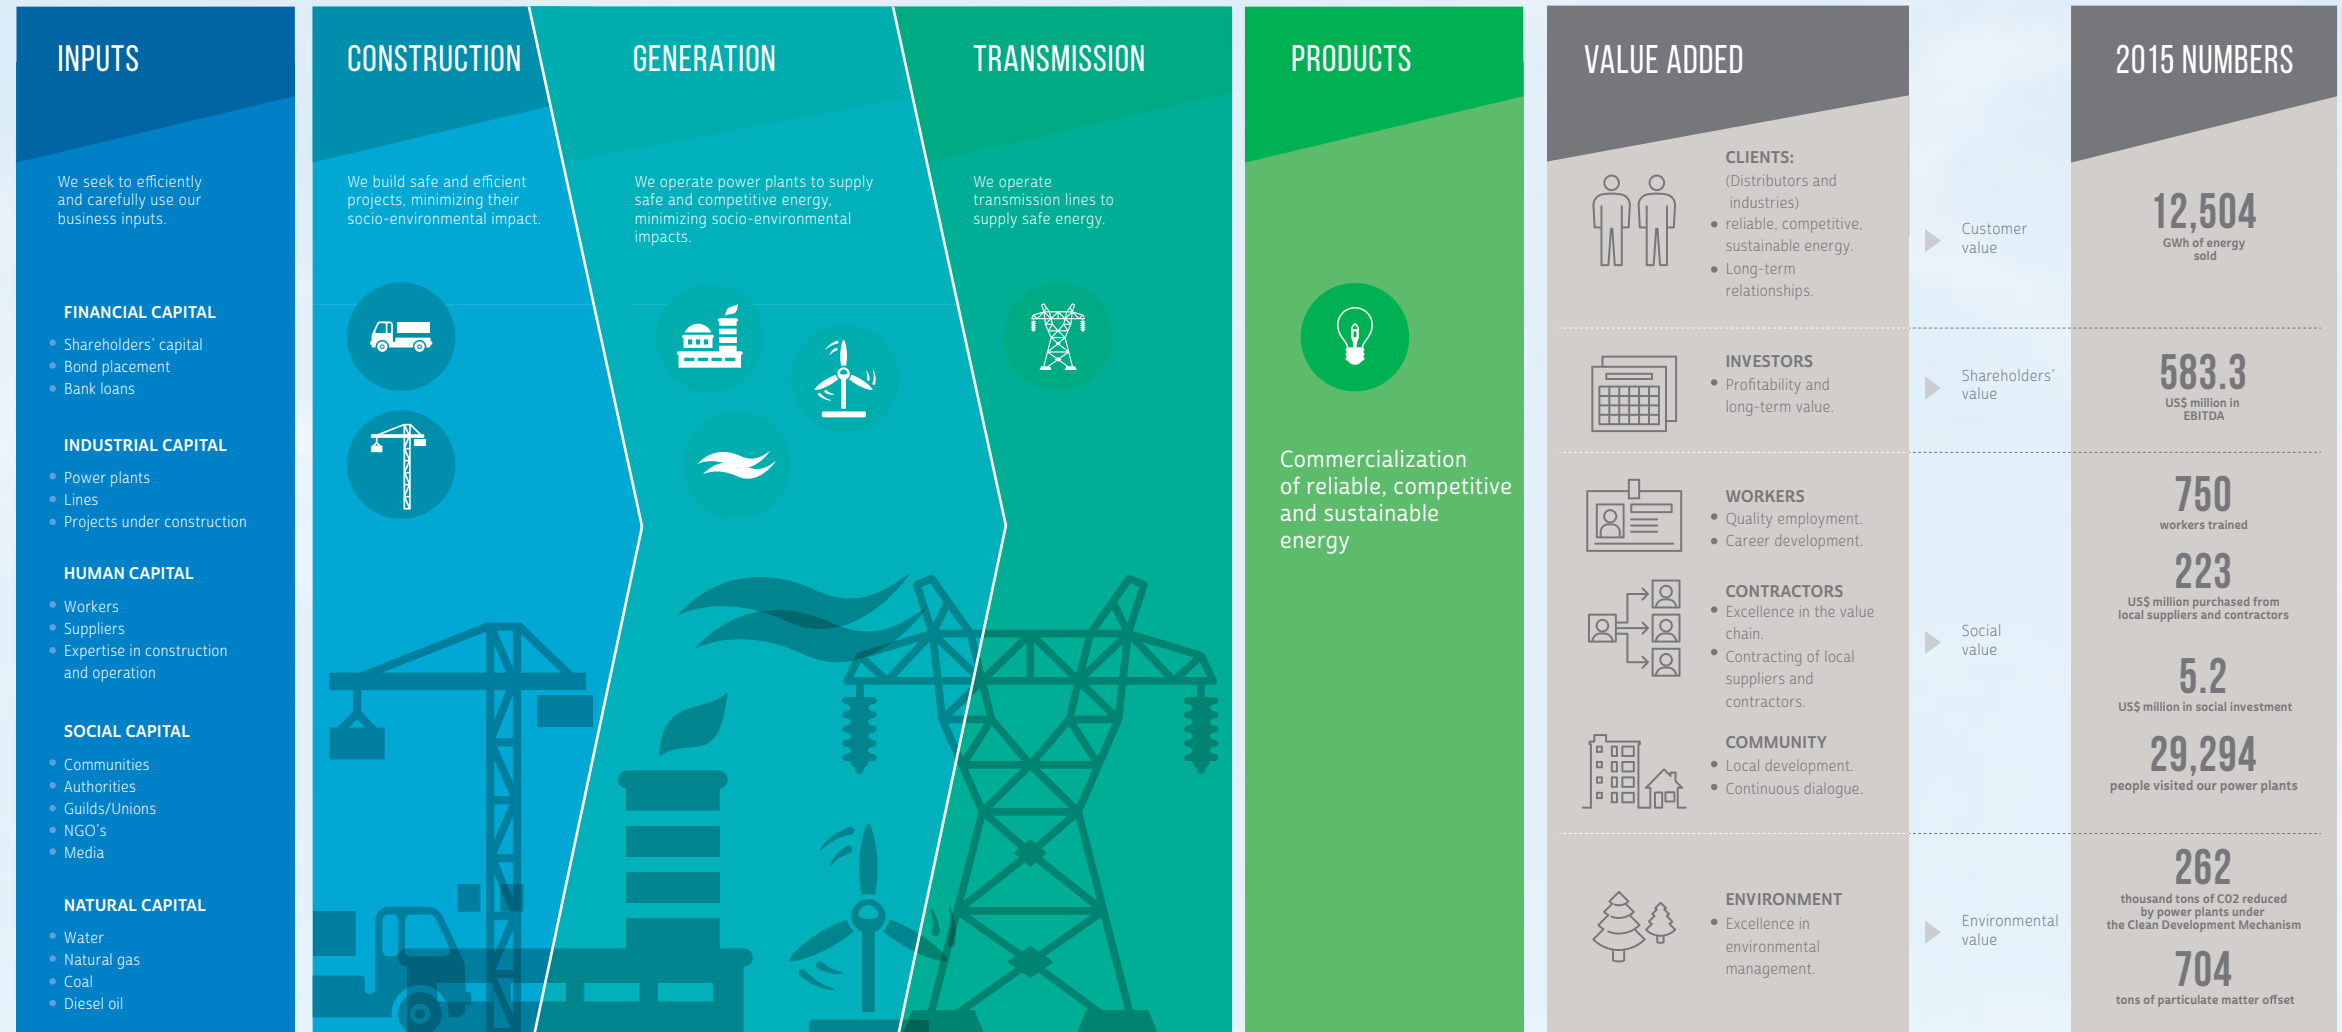 INPUTS
We seek to efficiently
and carefully use our
business inputs.
FINANCIAL CAPITAL
• Shareholders’ capital
• Bond placement
• Bank loans
INDUSTRIAL CAPITAL
• Power plants
• Lines
• Projects under construction
HUMAN CAPITAL
• Workers
• Suppliers
• Expertise in construction
and operation
SOCIAL CAPITAL
• Communities
• Authorities
• Guilds/Unions
• NGO’s
• Media
NATURAL CAPITAL
• Water
• Natural gas
• Coal
• Diesel oil
CONSTRUCTION
We build safe and efficient
projects, minimizing their
socio-environmental impact.
GENERATION
We operate power plants to supply
safe and competitive energy,
minimizing socio-environmental
impacts.
TRANSMISSION
We operate
transmission lines to
supply safe energy.
PRODUCTS
Commercialization
of reliable, competitive
and sustainable
energy
VALUE ADDED
CLIENTS:
(Distributors and
industries)
• reliable, competitive,
sustainable energy.
• Long-term
relationships.
INVESTORS
• Profitability and
long-term value.
WORKERS
• Quality employment.
• Career development.
CONTRACTORS
• Excellence in the value
chain.
• Contracting of local
suppliers and
contractors.
COMMUNITY
• Local development.
• Continuous dialogue.
ENVIRONMENT
• Excellence in
environmental
management.
Customer
value
Shareholders’
value
Social
value
Environmental
value
2015 NUMBERS
12,504
GWh of energy
sold
583.3
US$ million in
EBITDA
750
workers trained
223
US$ million purchased from
local suppliers and contractors
5.2
US$ million in social investment
29,294
people visited our power plants
262
thousand tons of CO2 reduced
by power plants under
the Clean Development Mechanism
704
tons of particulate matter offset